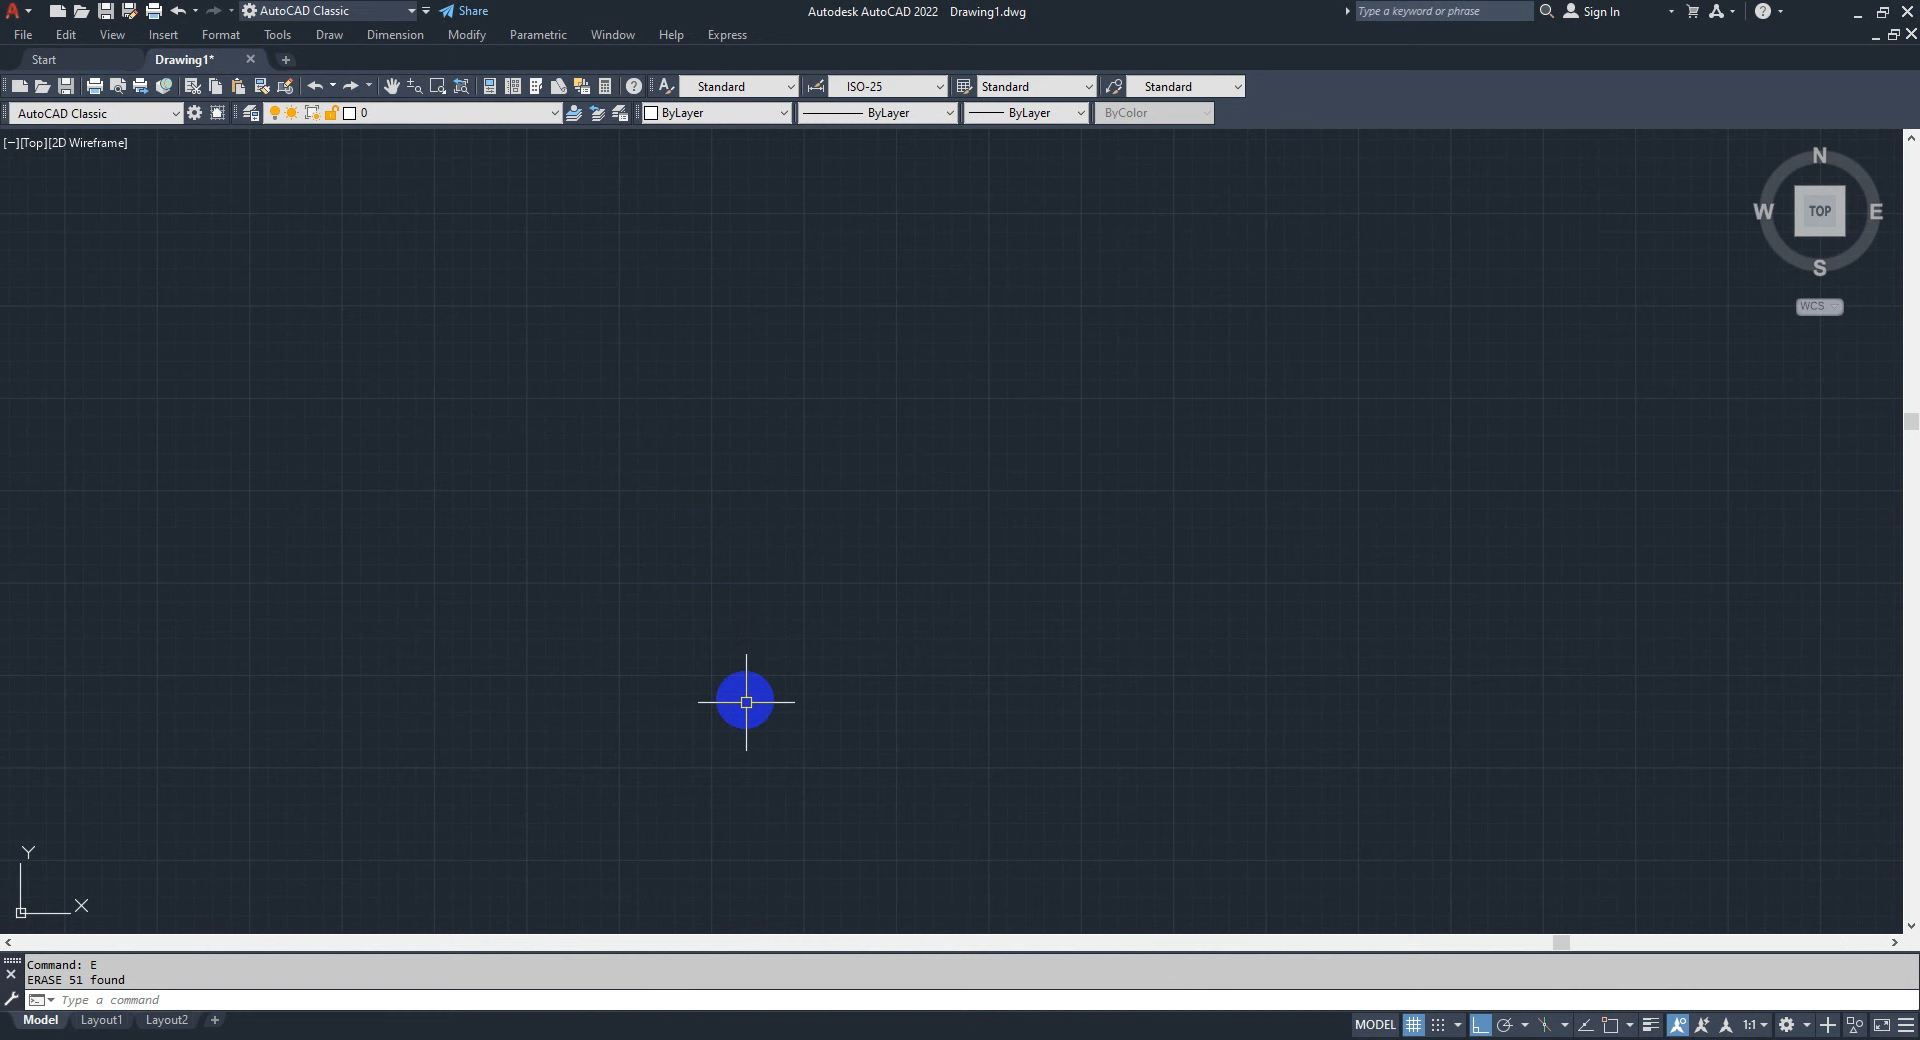 AutoCAD Classic
Share
Autodesk AutoCAD 2022 Drawing1.dwg
Type a keyword or phrase
Sign In
File Edit View Insert Format Tools Draw Dimension Modify Parametric Window Help Express
Start
Drawing1*
Standard
ISO-25
Standard
Standard
AutoCAD Classic
0
ByLayer
ByLayer
ByLayer
ByColor
[−][Top][2D Wireframe]
N
W
TOP
E
S
WCS
Y
X
Command: E
ERASE 51 found
Type a command
Model
Layout1
Layout2
MODEL
1:1